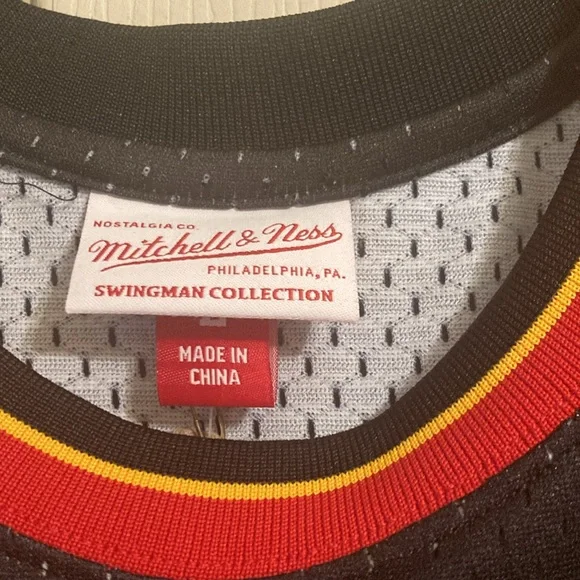 NOSTALGIA CO.
Mitchell & Ness
PHILADELPHIA, PA.
SWINGMAN COLLECTION
MADE IN
CHINA